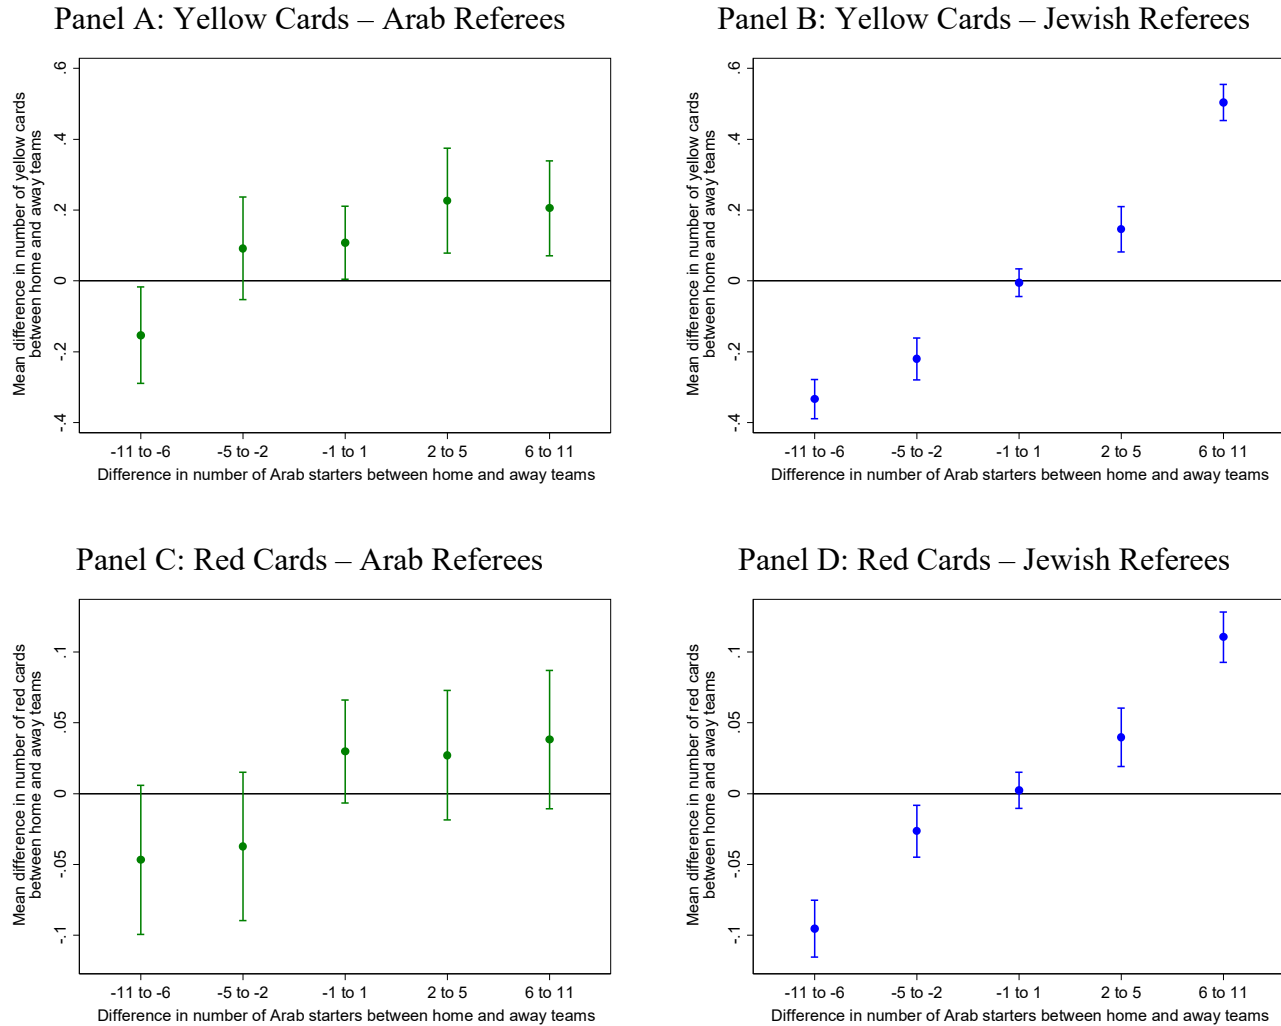 Panel A: Yellow Cards – Arab Referees
Mean difference in number of yellow cards
between home and away teams
.6
.4
.2
0
-.2
-.4
-11 to -6
-5 to -2
-1 to 1
2 to 5
6 to 11
Difference in number of Arab starters between home and away teams
Panel B: Yellow Cards – Jewish Referees
Mean difference in number of yellow cards
between home and away teams
.6
.4
.2
0
-.2
-.4
-11 to -6
-5 to -2
-1 to 1
2 to 5
6 to 11
Difference in number of Arab starters between home and away teams
Panel C: Red Cards – Arab Referees
Mean difference in number of red cards
between home and away teams
.1
.05
0
-.05
-.1
-11 to -6
-5 to -2
-1 to 1
2 to 5
6 to 11
Difference in number of Arab starters between home and away teams
Panel D: Red Cards – Jewish Referees
Mean difference in number of red cards
between home and away teams
.1
.05
0
-.05
-.1
-11 to -6
-5 to -2
-1 to 1
2 to 5
6 to 11
Difference in number of Arab starters between home and away teams